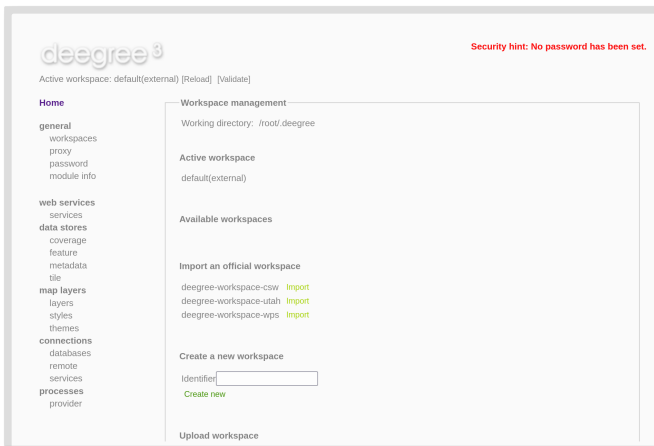 deegree 3
Security hint: No password has been set.
Active workspace: default(external) [Reload] [Validate]
Home
general
workspaces
proxy
password
module info
web services
services
data stores
coverage
feature
metadata
tile
map layers
layers
styles
themes
connections
databases
remote
services
processes
provider
Workspace management
Working directory: /root/.deegree
Active workspace
default(external)
Available workspaces
Import an official workspace
deegree-workspace-csw Import
deegree-workspace-utah Import
deegree-workspace-wps Import
Create a new workspace
Identifier
Create new
Upload workspace